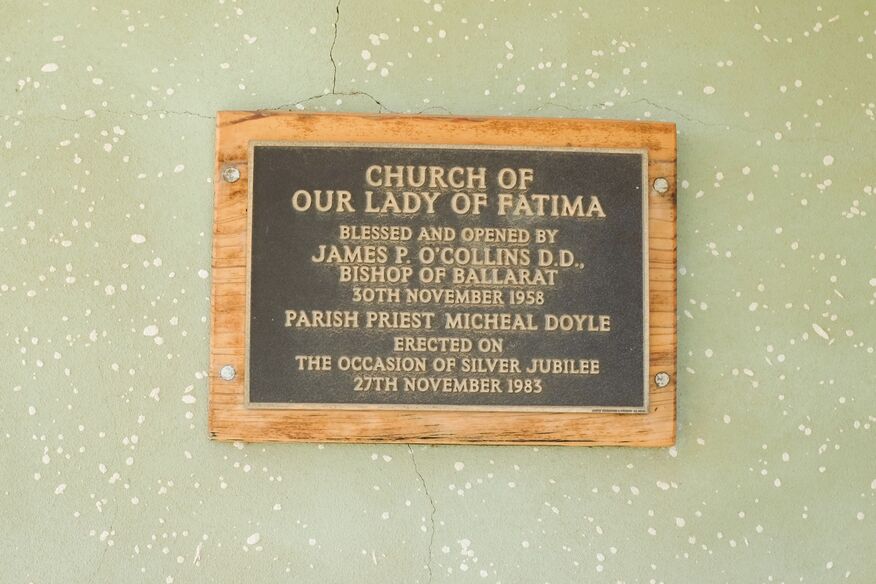 CHURCH OF
OUR LADY OF FATIMA
BLESSED AND OPENED BY
JAMES P. O'COLLINS D.D.,
BISHOP OF BALLARAT
30TH NOVEMBER 1958
PARISH PRIEST MICHEAL DOYLE
ERECTED ON
THE OCCASION OF SILVER JUBILEE
27TH NOVEMBER 1983